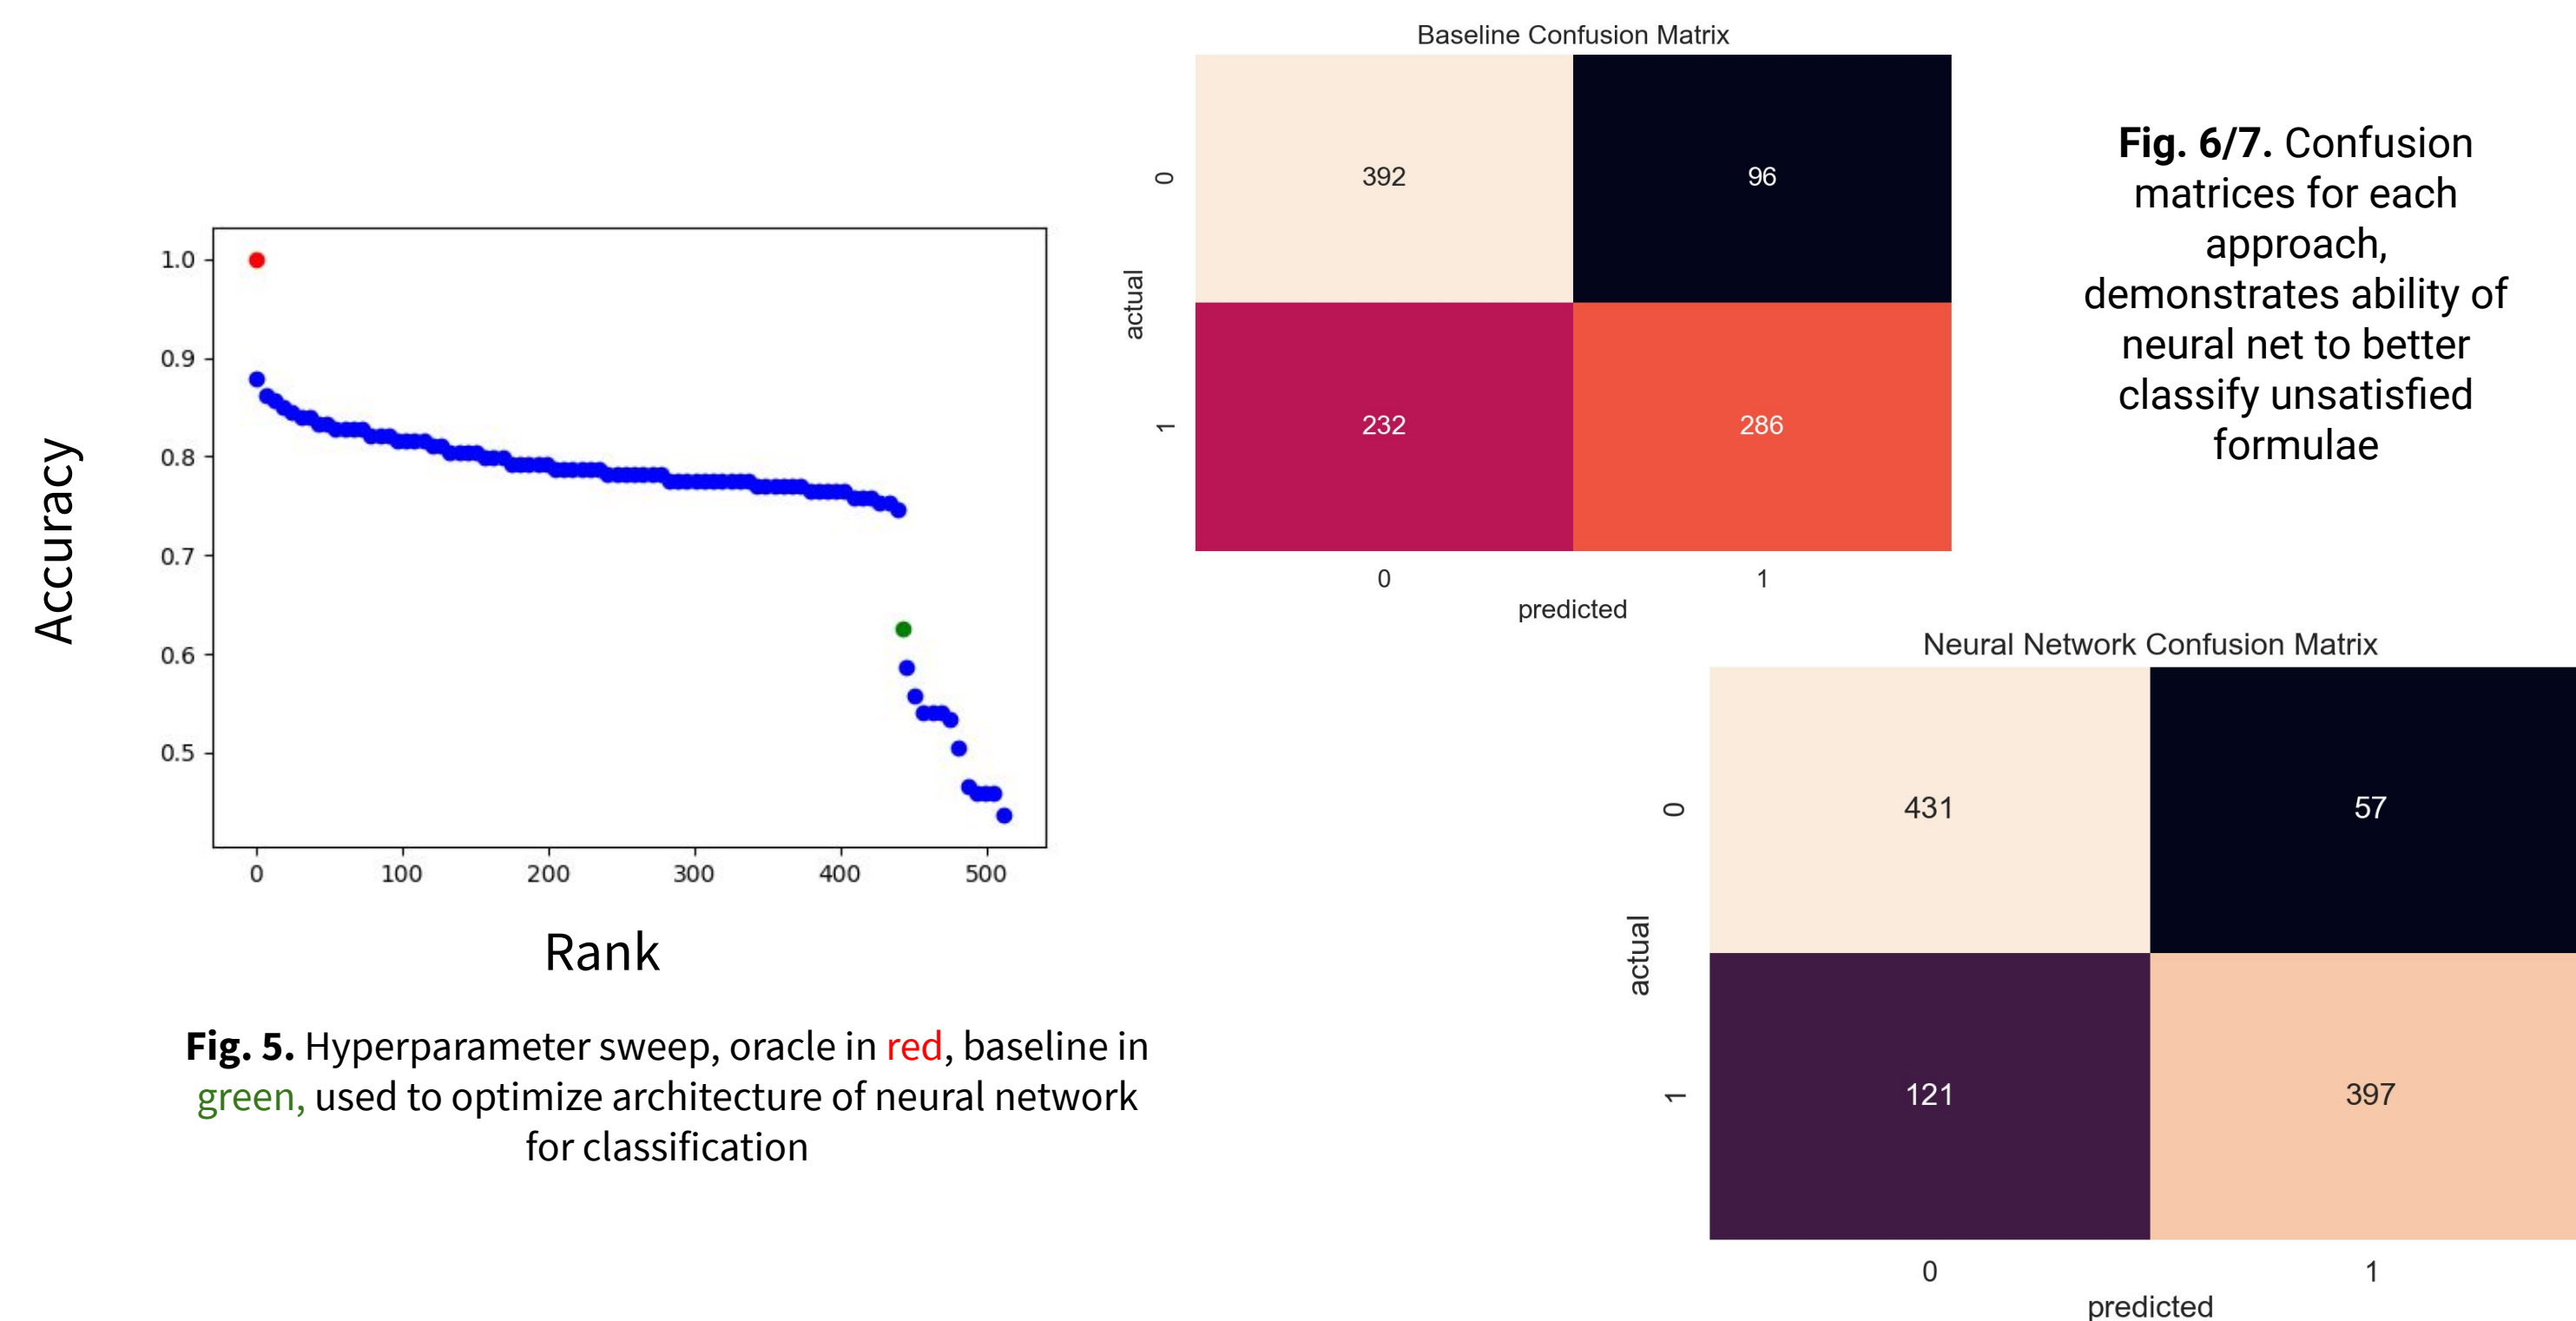 Accuracy
1.0
0.9
0.8
0.7
0.6
0.5
0 100 200 300 400 500
Rank
Fig. 5. Hyperparameter sweep, oracle in red, baseline in
green, used to optimize architecture of neural network
for classification
Baseline Confusion Matrix
actual
0
392 96
1
232 286
0 1
predicted
Fig. 6/7. Confusion
matrices for each
approach,
demonstrates ability of
neural net to better
classify unsatisfied
formulae
Neural Network Confusion Matrix
actual
0
431 57
1
121 397
0 1
predicted